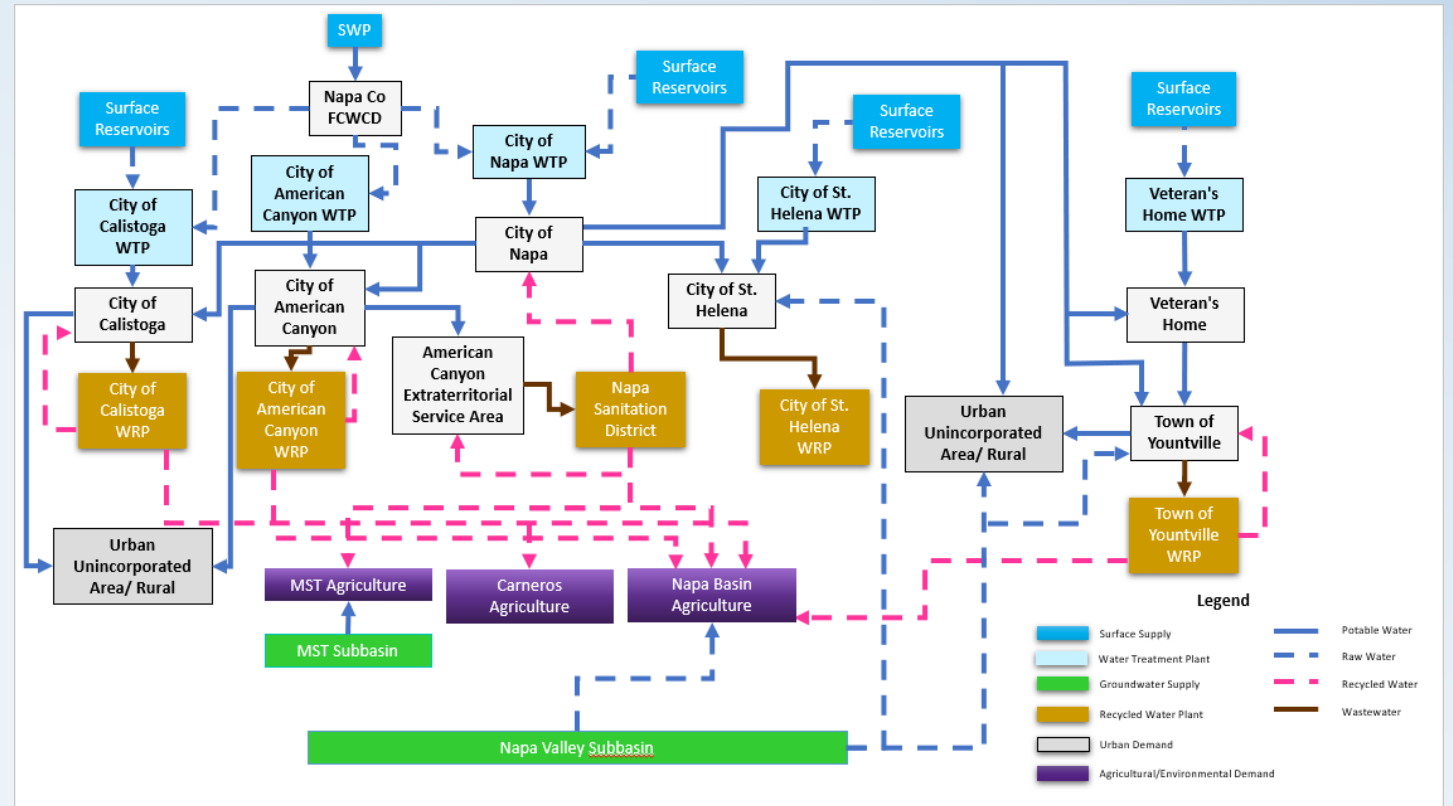 SWP
Surface
Reservoirs
Napa Co
FCWCD
Surface
Reservoirs
Surface
Reservoirs
Surface
Reservoirs
City of
Napa WTP
City of
American
Canyon WTP
City of
Calistoga
WTP
City of St.
Helena WTP
Veteran's
Home WTP
City of
Napa
City of
Calistoga
City of
American
Canyon
City of St.
Helena
Veteran's
Home
American
Canyon
Extraterritorial
Service Area
City of
Calistoga
WRP
City of
American
Canyon
WRP
Napa
Sanitation
District
City of St.
Helena
WRP
Urban
Unincorporated
Area/ Rural
Town of
Yountville
Town of
Yountville
WRP
Urban
Unincorporated
Area/ Rural
MST Agriculture
Carneros
Agriculture
Napa Basin
Agriculture
MST Subbasin
Napa Valley Subbasin
Legend
Surface Supply
Water Treatment Plant
Groundwater Supply
Recycled Water Plant
Urban Demand
Agricultural/Environmental Demand
Potable Water
Raw Water
Recycled Water
Wastewater